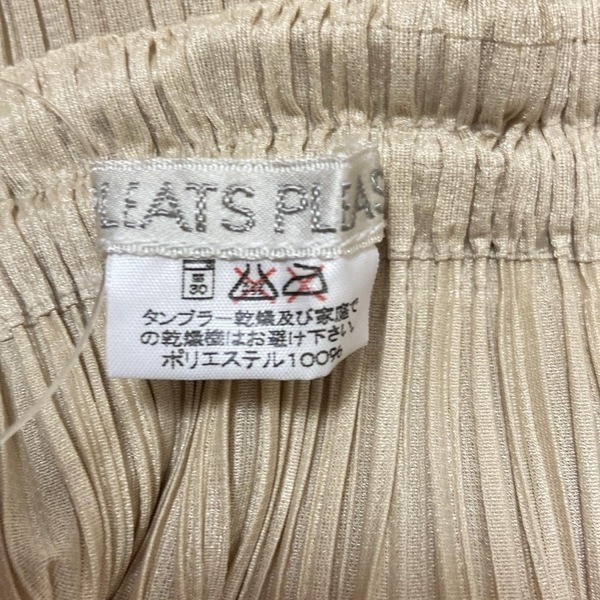 LEATS PLEAS
30
タンブラー乾燥及び家庭で
の乾燥機はお避け下さい。
ポリエステル100%